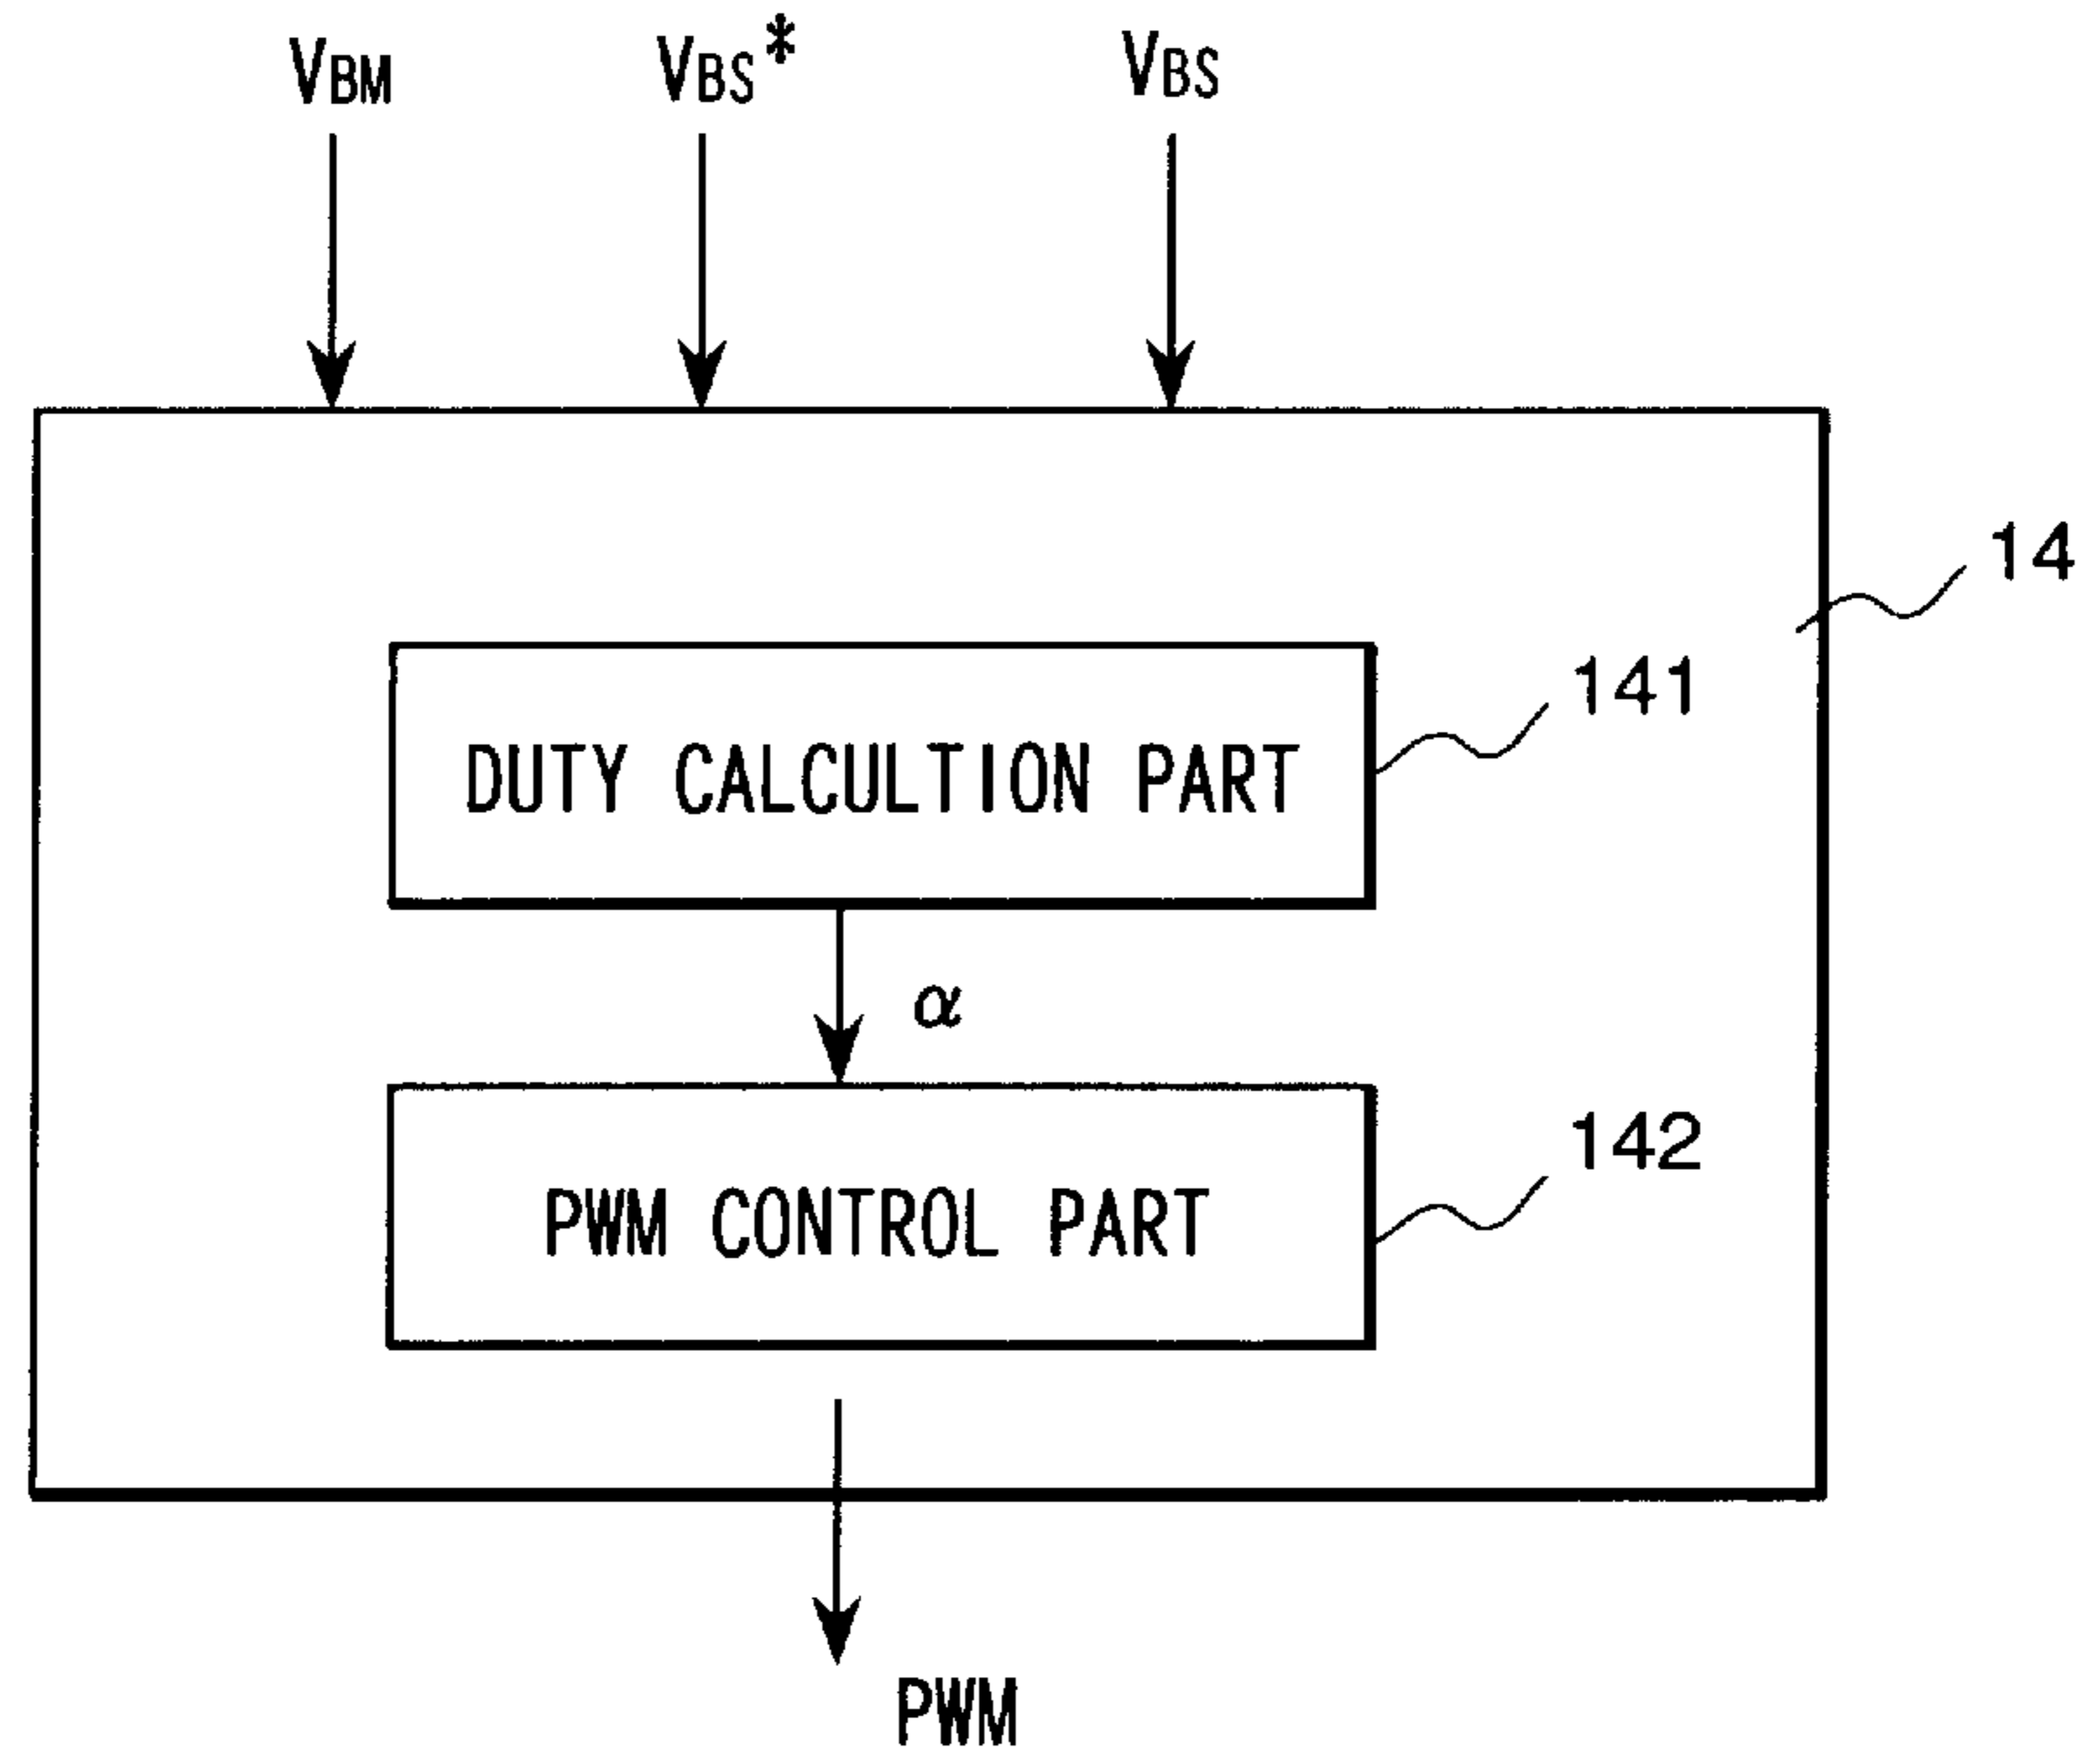 VBM VBS* VBS
14
141
DUTY CALCULTION PART
α
142
PWM CONTROL PART
PWM